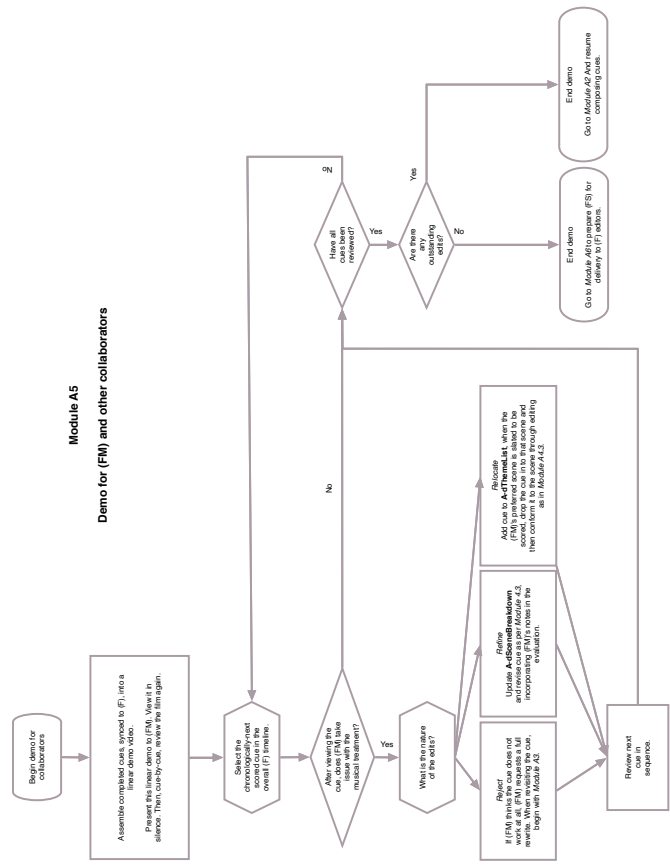 Module A5
Demo for (FM) and other collaborators
Begin demo for
collaborators
Assemble completed cues, synced to (F), into a
linear demo video.
Present this linear demo to (FM). View it in
silence. Then, cue-by-cue, review the film again.
Select the
chronologically-next
scored cue in the
overall (F) timeline.
After viewing the
cue, does (FM) take
issue with the
musical treatment?
No
Yes
What is the nature
of the edits?
Reject
If (FM) thinks the cue does not
work at all, (FM) requests a full
rewrite. When revisiting the cue,
begin with Module A3.
Refine
Update A-dSceneBreakdown
and revise cue as per Module 4.3,
incorporating (FM)'s notes in the
evaluation.
Relocate
Add cue to A-dThemeList, when the
(FM)'s preferred scene is slated to be
scored, drop the cue in to that scene and
then conform it to the scene through editing
as in Module A4.3.
Review next
cue in
sequence.
Have all
cues been
reviewed?
No
Yes
Are there
any
outstanding
edits?
Yes
No
End demo
Go to Module A6 to prepare (FS) for
delivery to (F) editors.
End demo
Go to Module A2 And resume
composing cues.